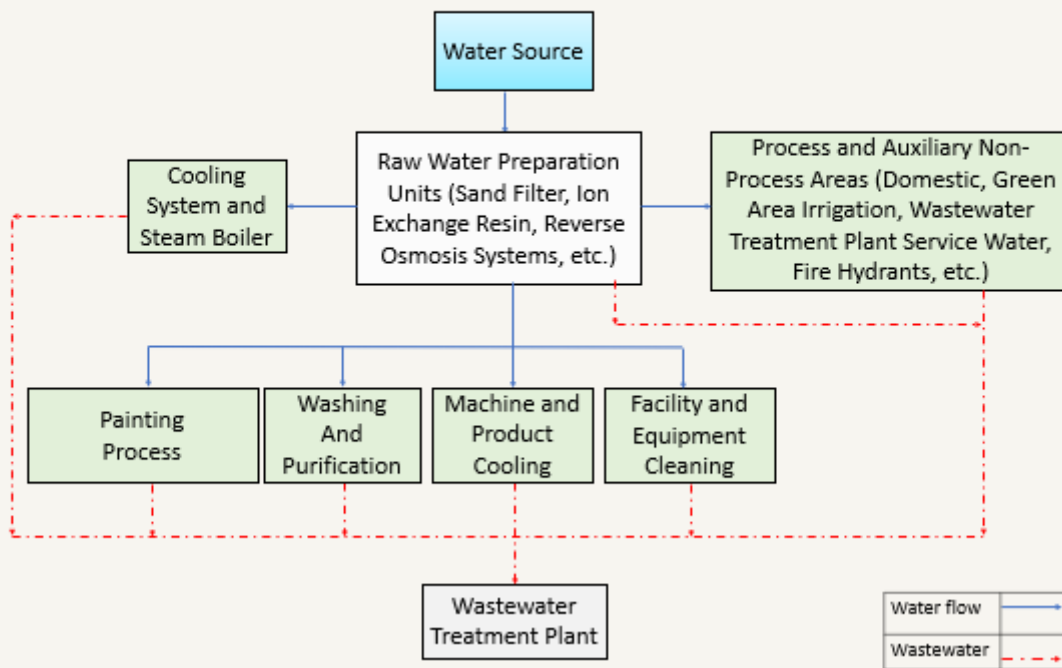 Water Source
Raw Water Preparation
Units (Sand Filter, Ion
Exchange Resin, Reverse
Osmosis Systems, etc.)
Cooling
System and
Steam Boiler
Process and Auxiliary Non-
Process Areas (Domestic, Green
Area Irrigation, Wastewater
Treatment Plant Service Water,
Fire Hydrants, etc.)
Painting
Process
Washing
And
Purification
Machine and
Product
Cooling
Facility and
Equipment
Cleaning
Wastewater
Treatment Plant
Water flow
Wastewater